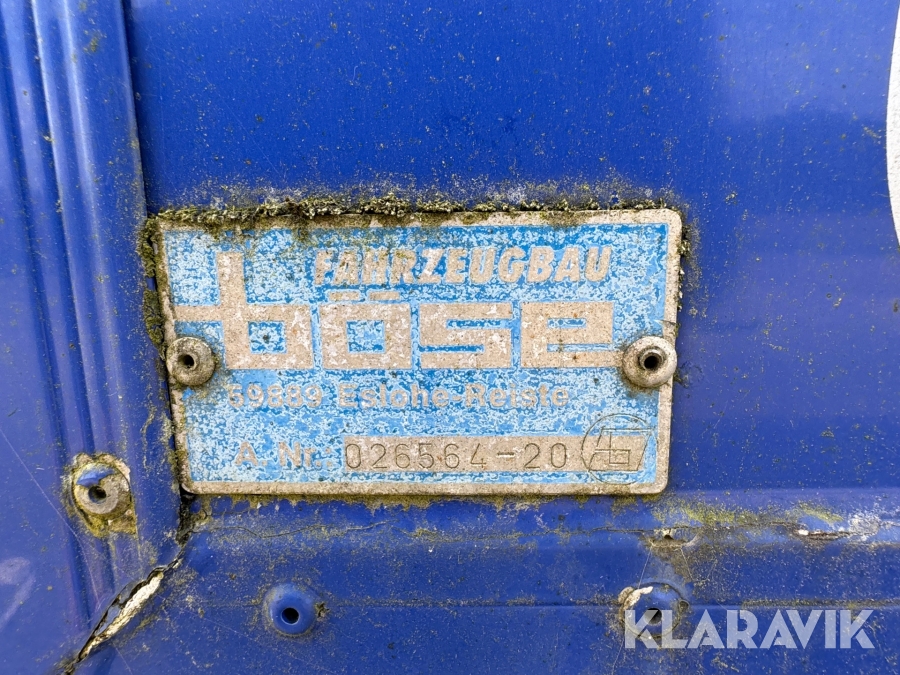 FAHRZEUGBAU
böse
59889 Eslohe-Reiste
A. Nr.: 026564-20
KLARAVIK